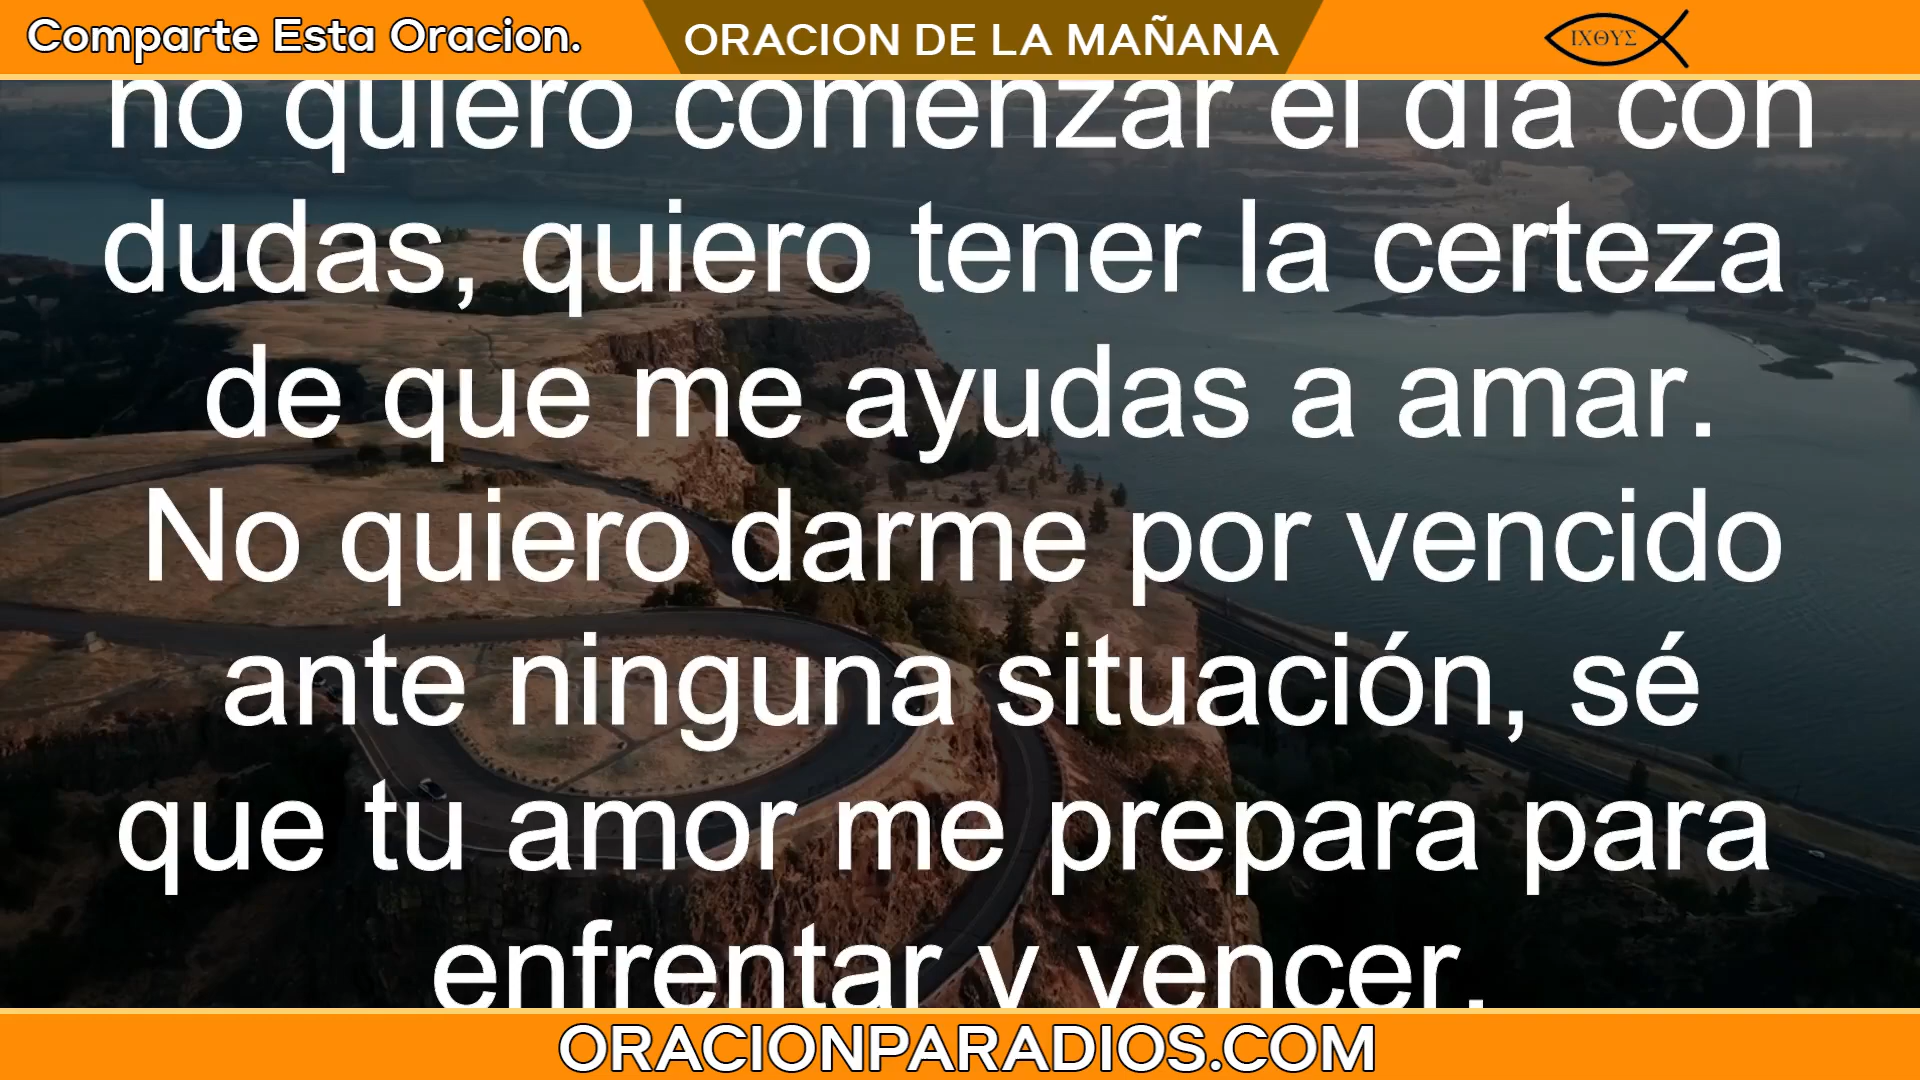 Comparte Esta Oracion.
ORACION DE LA MAÑANA
ΙΧΘΥΣ
no quiero comenzar el día con
dudas, quiero tener la certeza
de que me ayudas a amar.
No quiero darme por vencido
ante ninguna situación, sé
que tu amor me prepara para
enfrentar y vencer.
ORACIONPARADIOS.COM